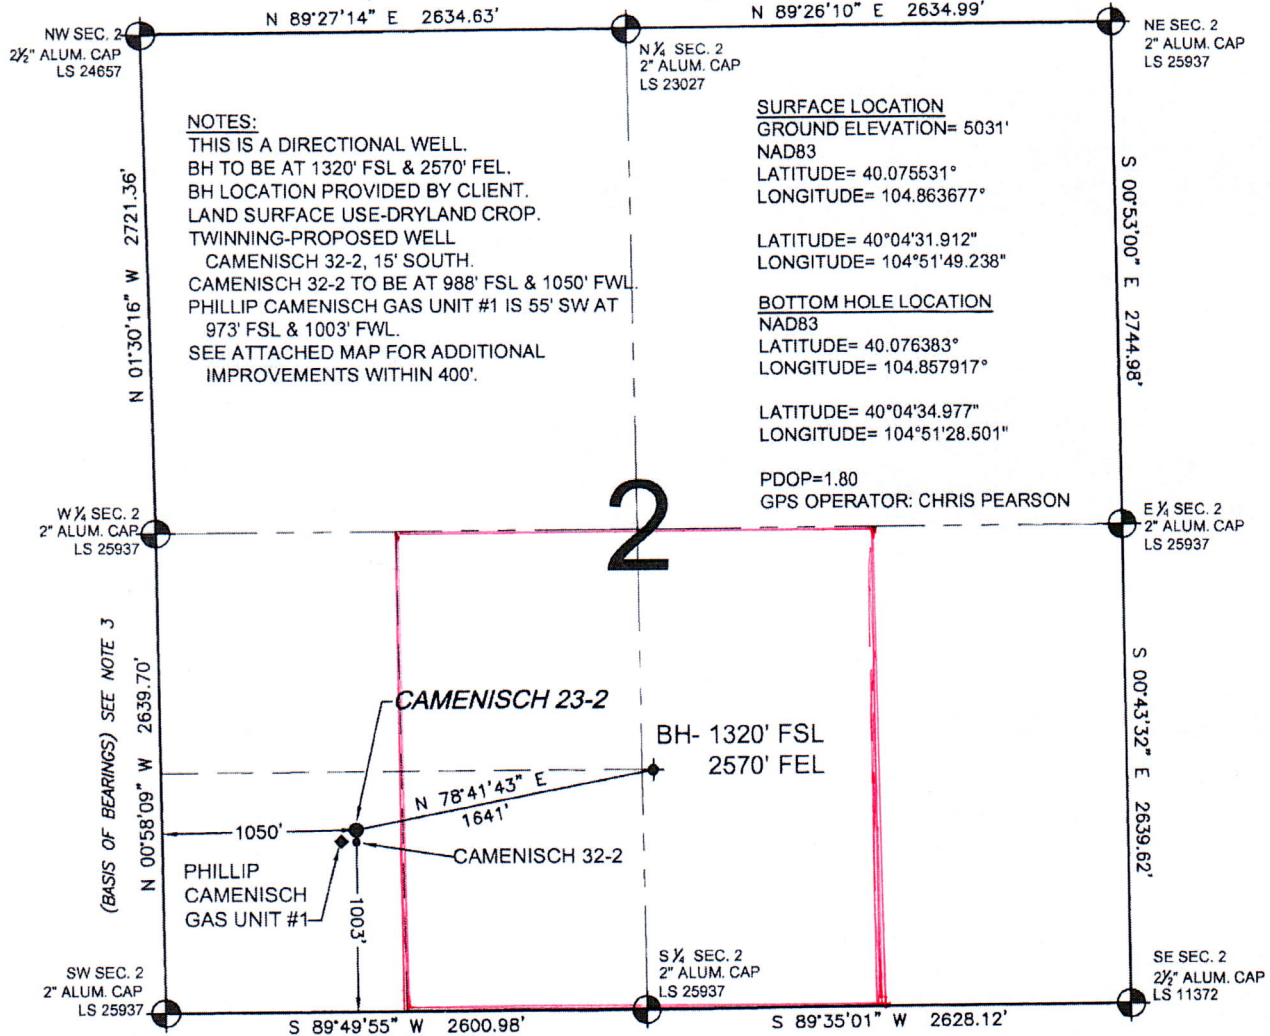 N 89°27'14" E 2634.63'
N 89°26'10" E 2634.99'
NW SEC. 2
2½" ALUM. CAP
LS 24657
N ¼ SEC. 2
2" ALUM. CAP
LS 23027
NE SEC. 2
2" ALUM. CAP
LS 25937
NOTES:
THIS IS A DIRECTIONAL WELL.
BH TO BE AT 1320' FSL & 2570' FEL.
BH LOCATION PROVIDED BY CLIENT.
LAND SURFACE USE-DRYLAND CROP.
TWINNING-PROPOSED WELL
CAMENISCH 32-2, 15' SOUTH.
CAMENISCH 32-2 TO BE AT 988' FSL & 1050' FWL.
PHILLIP CAMENISCH GAS UNIT #1 IS 55' SW AT
973' FSL & 1003' FWL.
SEE ATTACHED MAP FOR ADDITIONAL
IMPROVEMENTS WITHIN 400'.
SURFACE LOCATION
GROUND ELEVATION= 5031'
NAD83
LATITUDE= 40.075531°
LONGITUDE= 104.863677°
LATITUDE= 40°04'31.912"
LONGITUDE= 104°51'49.238"
BOTTOM HOLE LOCATION
NAD83
LATITUDE= 40.076383°
LONGITUDE= 104.857917°
LATITUDE= 40°04'34.977"
LONGITUDE= 104°51'28.501"
PDOP=1.80
GPS OPERATOR: CHRIS PEARSON
N 01°30'16" W 2721.36'
S 00°53'00" E 2744.98'
W ¼ SEC. 2
2" ALUM. CAP
LS 25937
2
E ¼ SEC. 2
2" ALUM. CAP
LS 25937
(BASIS OF BEARINGS) SEE NOTE 3
N 00°58'09" W 2639.70'
CAMENISCH 23-2
BH- 1320' FSL
2570' FEL
N 78°41'43" E
1641'
1050'
CAMENISCH 32-2
PHILLIP
CAMENISCH
GAS UNIT #1
1003'
S 00°43'32" E 2639.62'
SW SEC. 2
2" ALUM. CAP
LS 25937
S ¼ SEC. 2
2" ALUM. CAP
LS 25937
SE SEC. 2
2½" ALUM. CAP
LS 11372
S 89°49'55" W 2600.98'
S 89°35'01" W 2628.12'